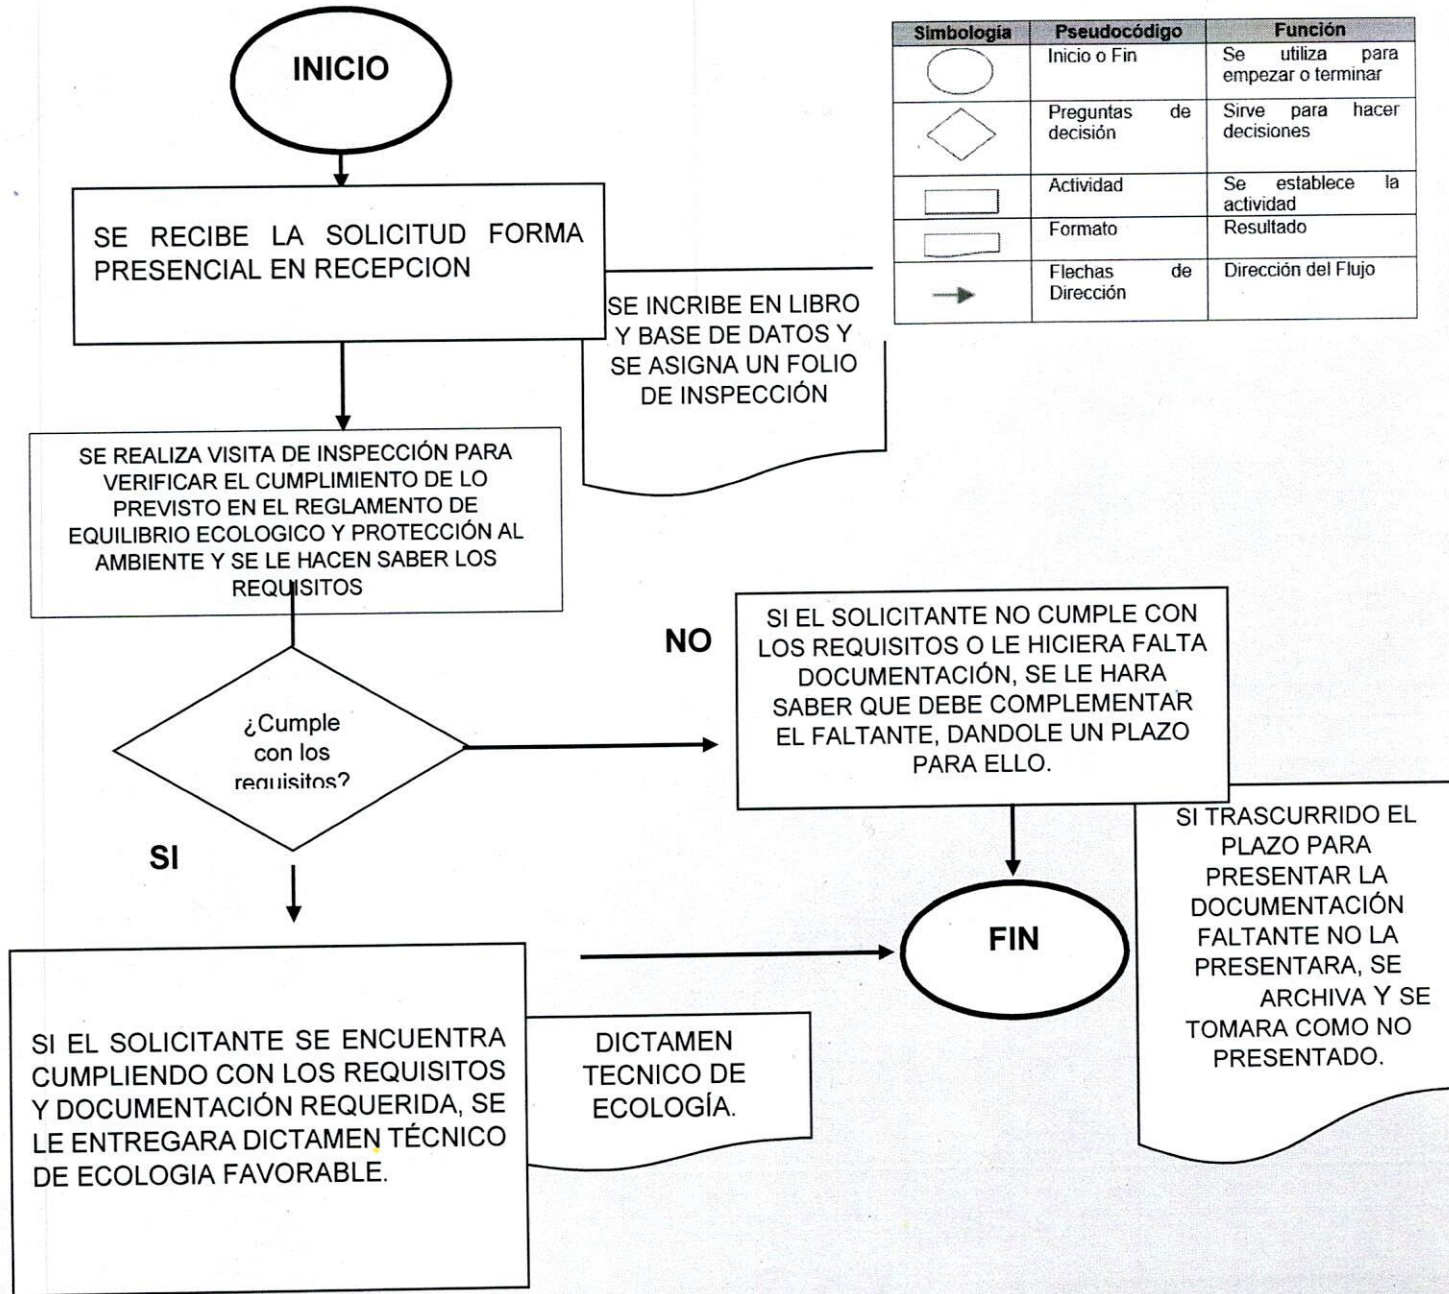 INICIO
SE RECIBE LA SOLICITUD FORMA
PRESENCIAL EN RECEPCION
SE INCRIBE EN LIBRO
Y BASE DE DATOS Y
SE ASIGNA UN FOLIO
DE INSPECCIÓN
Simbología Pseudocódigo Función
Inicio o Fin
Se utiliza para
empezar o terminar
Preguntas de
decisión
Sirve para hacer
decisiones
Actividad
Se establece la
actividad
Formato
Resultado
Flechas de
Dirección
Dirección del Flujo
SE REALIZA VISITA DE INSPECCIÓN PARA
VERIFICAR EL CUMPLIMIENTO DE LO
PREVISTO EN EL REGLAMENTO DE
EQUILIBRIO ECOLOGICO Y PROTECCIÓN AL
AMBIENTE Y SE LE HACEN SABER LOS
REQUISITOS
¿Cumple
con los
requisitos?
NO
SI EL SOLICITANTE NO CUMPLE CON
LOS REQUISITOS O LE HICIERA FALTA
DOCUMENTACIÓN, SE LE HARA
SABER QUE DEBE COMPLEMENTAR
EL FALTANTE, DANDOLE UN PLAZO
PARA ELLO.
SI TRASCURRIDO EL
PLAZO PARA
PRESENTAR LA
DOCUMENTACIÓN
FALTANTE NO LA
PRESENTARA, SE
ARCHIVA Y SE
TOMARA COMO NO
PRESENTADO.
SI
FIN
SI EL SOLICITANTE SE ENCUENTRA
CUMPLIENDO CON LOS REQUISITOS
Y DOCUMENTACIÓN REQUERIDA, SE
LE ENTREGARA DICTAMEN TÉCNICO
DE ECOLOGIA FAVORABLE.
DICTAMEN
TECNICO DE
ECOLOGÍA.